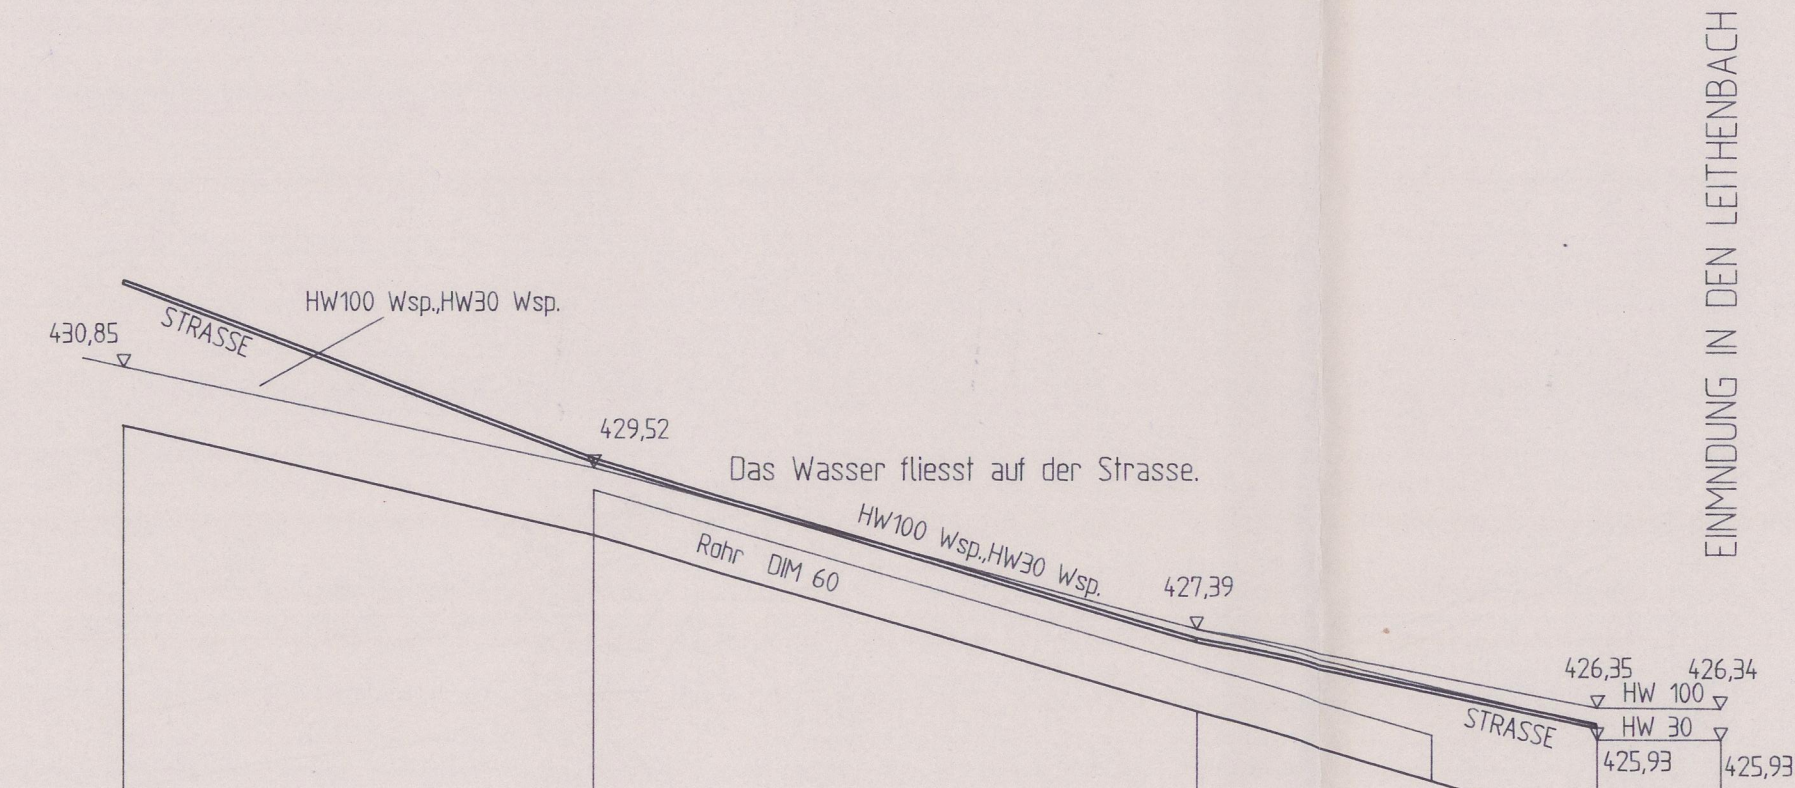 EINMNDUNG IN DEN LEITHENBACH
HW100 Wsp.,HW30 Wsp.
STRASSE
430,85
429,52
Das Wasser fliesst auf der Strasse.
HW100 Wsp.,HW30 Wsp.
Rohr DIM 60
427,39
426,35
426,34
HW 100
STRASSE
HW 30
425,93
425,93